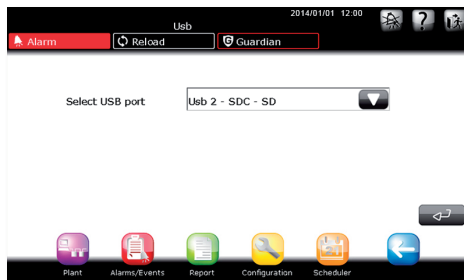 2014/01/01 12:00
Usb
Alarm
Reload
Guardian
Select USB port
Usb 2 - SDC - SD
Plant
Alarms/Events
Report
Configuration
Scheduler